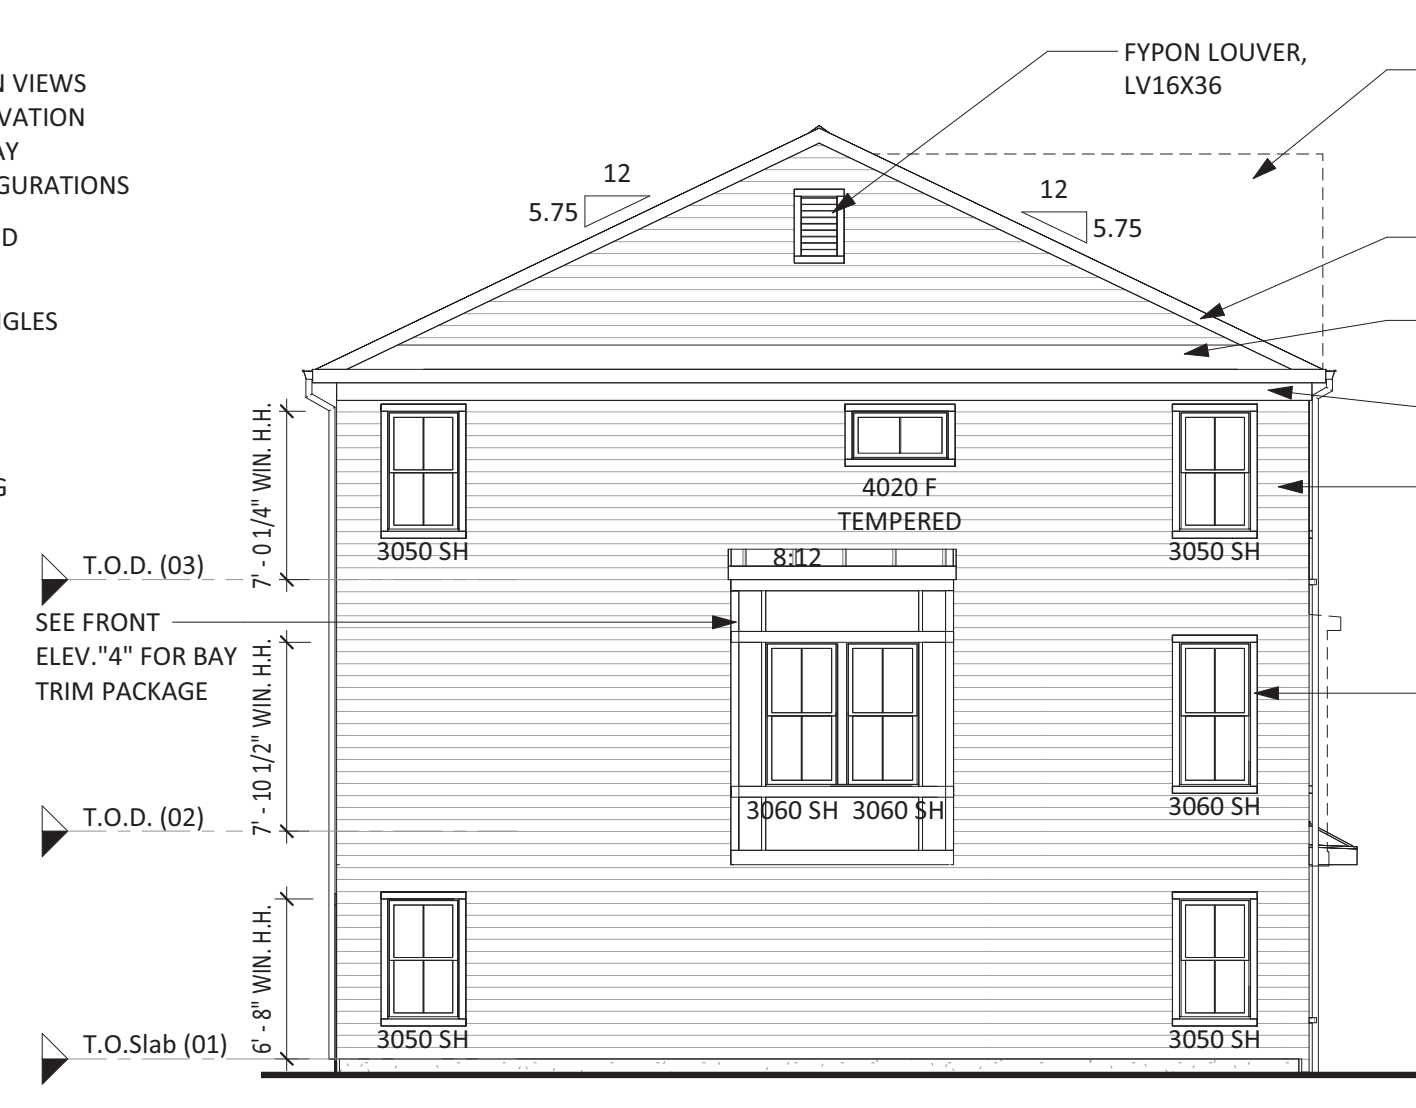 N VIEWS
VATION
AY
GURATIONS
D
NGLES
G
FYPON LOUVER,
LV16X36
12
5.75
12
5.75
7' - 0 1/4" WIN. H.H.
3050 SH
4020 F
TEMPERED
3050 SH
T.O.D. (03)
8:12
SEE FRONT
ELEV."4" FOR BAY
TRIM PACKAGE
7' - 10 1/2" WIN. H.H.
3060 SH 3060 SH
3060 SH
T.O.D. (02)
6' - 8" WIN. H.H.
3050 SH
3050 SH
T.O.Slab (01)